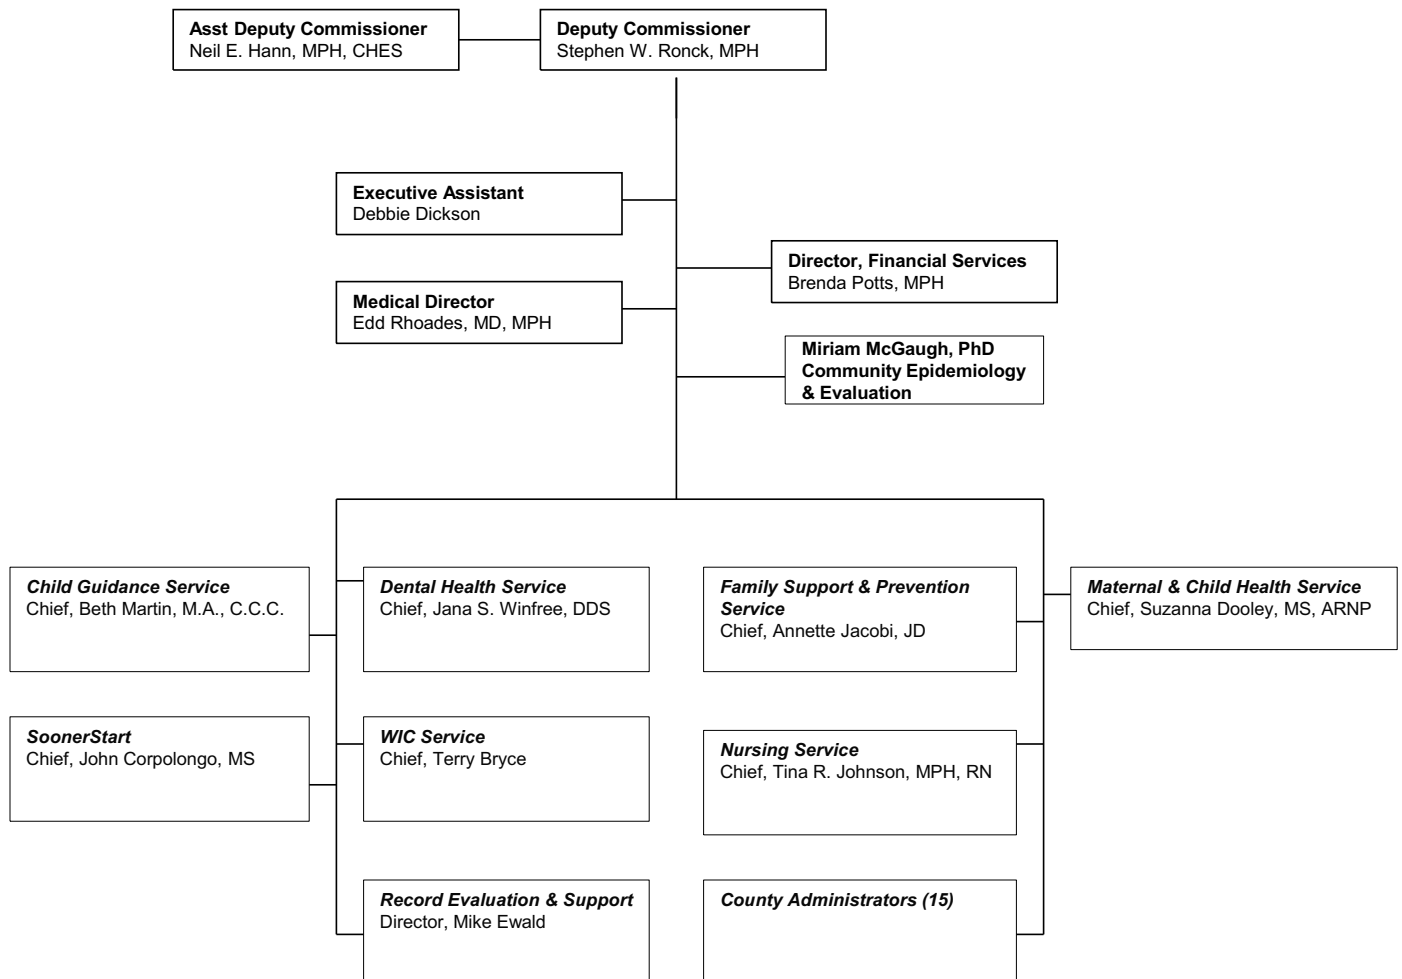 Asst Deputy Commissioner
Neil E. Hann, MPH, CHES
Deputy Commissioner
Stephen W. Ronck, MPH
Executive Assistant
Debbie Dickson
Director, Financial Services
Brenda Potts, MPH
Medical Director
Edd Rhoades, MD, MPH
Miriam McGaugh, PhD
Community Epidemiology
& Evaluation
Child Guidance Service
Chief, Beth Martin, M.A., C.C.C.
Dental Health Service
Chief, Jana S. Winfree, DDS
Family Support & Prevention
Service
Chief, Annette Jacobi, JD
Maternal & Child Health Service
Chief, Suzanna Dooley, MS, ARNP
SoonerStart
Chief, John Corpolongo, MS
WIC Service
Chief, Terry Bryce
Nursing Service
Chief, Tina R. Johnson, MPH, RN
Record Evaluation & Support
Director, Mike Ewald
County Administrators (15)